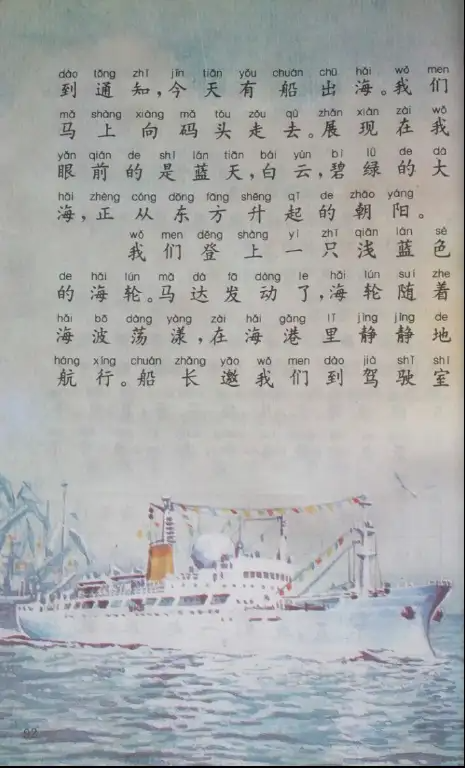 dào tōng zhī jīn tiān yǒu chuán chū hǎi wǒ men
到通知,今天有船出海。我们
mǎ shàng xiàng mǎ tóu zǒu qù zhǎn xiàn zài wǒ
马上向码头走去。展现在我
yǎn qián de shì lán tiān bái yún bì lǜ de dà
眼前的是蓝天,白云,碧绿的大
hǎi zhèng cóng dōng fāng shēng qǐ de zhāo yáng
海,正从东方升起的朝阳。
wǒ men dēng shàng yì zhī qiǎn lán sè
我们登上一只浅蓝色
de hǎi lún mǎ dá fā dòng le hǎi lún suí zhe
的海轮。马达发动了,海轮随着
hǎi bō dàng yàng zài hǎi gǎng lǐ jìng jìng de
海波荡漾,在海港里静静地
háng xíng chuán zhǎng yāo wǒ men dào jià shǐ shì
航行。船长邀我们到驾驶室
92